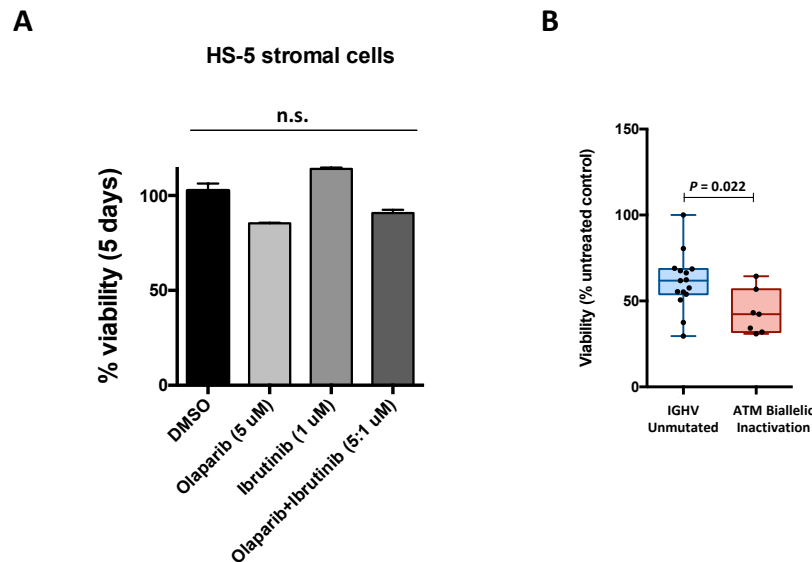 A
HS-5 stromal cells
n.s.
% viability (5 days)
100
50
0
DMSO
Olaparib (5 uM)
Ibrutinib (1 uM)
Olaparib+Ibrutinib (5:1 uM)
B
Viability (% untreated control)
150
100
50
0
P = 0.022
IGHV
Unmutated
ATM Biallelic
Inactivation